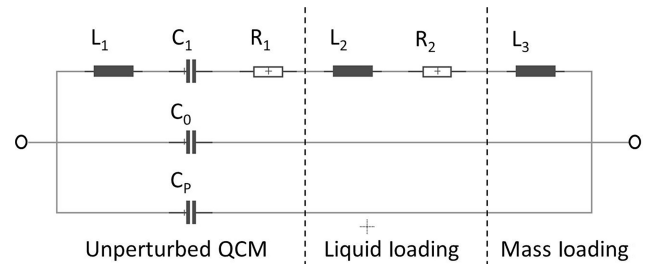 L1 C1 R1 L2 R2 L3
C0
CP
Unperturbed QCM Liquid loading Mass loading